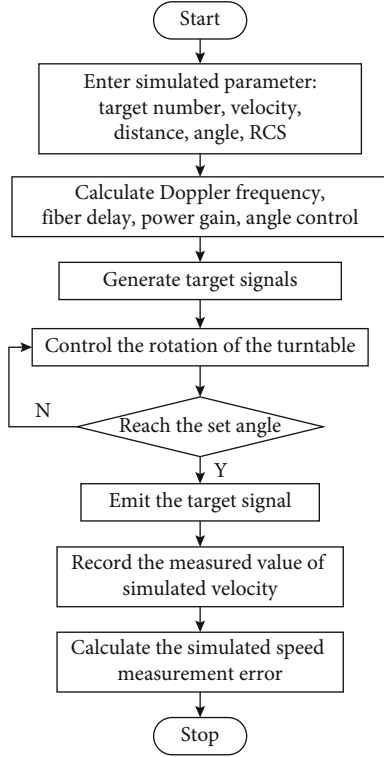 Start
Enter simulated parameter:
target number, velocity,
distance, angle, RCS
Calculate Doppler frequency,
fiber delay, power gain, angle control
Generate target signals
Control the rotation of the turntable
N
Reach the set angle
Y
Emit the target signal
Record the measured value of
simulated velocity
Calculate the simulated speed
measurement error
Stop